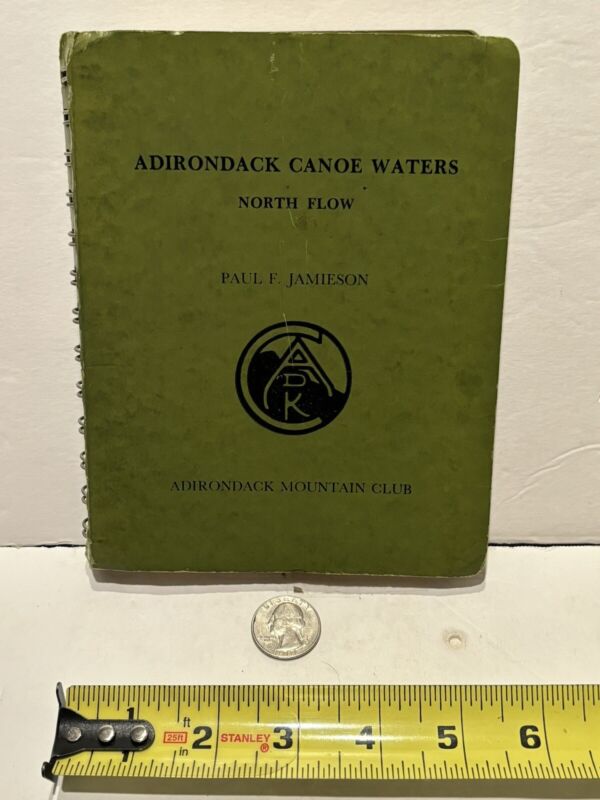 ADIRONDACK CANOE WATERS
NORTH FLOW
PAUL F. JAMIESON
ADK
ADIRONDACK MOUNTAIN CLUB
LIBERTY
1 2 3 4 5 6
ft
25ft
in
STANLEY®